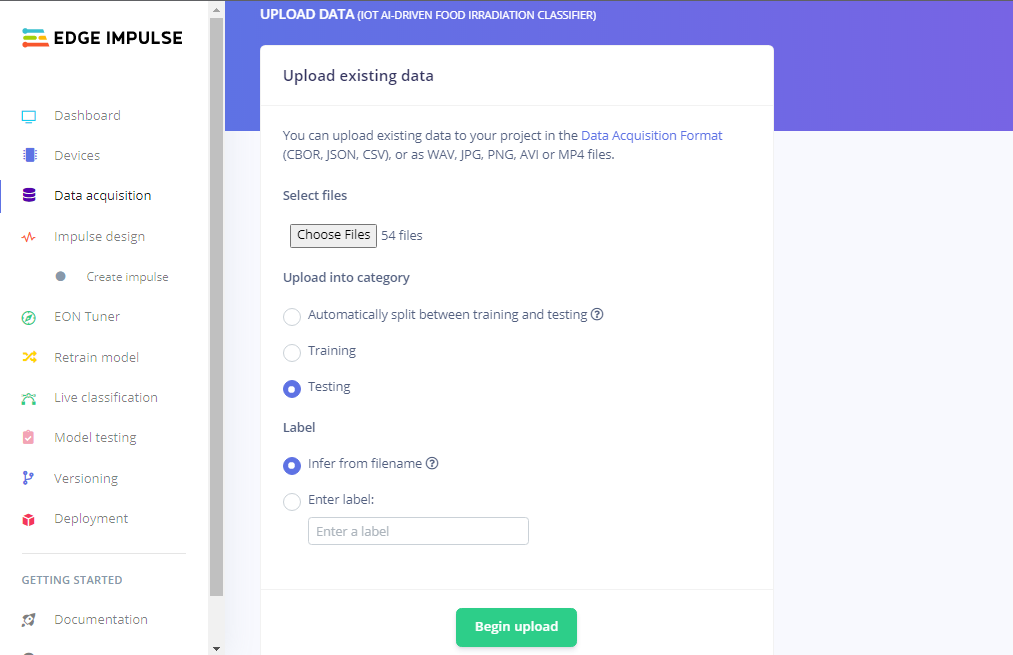 EDGE IMPULSE
Dashboard
Devices
Data acquisition
Impulse design
Create impulse
EON Tuner
Retrain model
Live classification
Model testing
Versioning
Deployment
GETTING STARTED
Documentation
UPLOAD DATA (IOT AI-DRIVEN FOOD IRRADIATION CLASSIFIER)
Upload existing data
You can upload existing data to your project in the Data Acquisition Format
(CBOR, JSON, CSV), or as WAV, JPG, PNG, AVI or MP4 files.
Select files
Choose Files 54 files
Upload into category
Automatically split between training and testing ?
Training
Testing
Label
Infer from filename ?
Enter label:
Enter a label
Begin upload